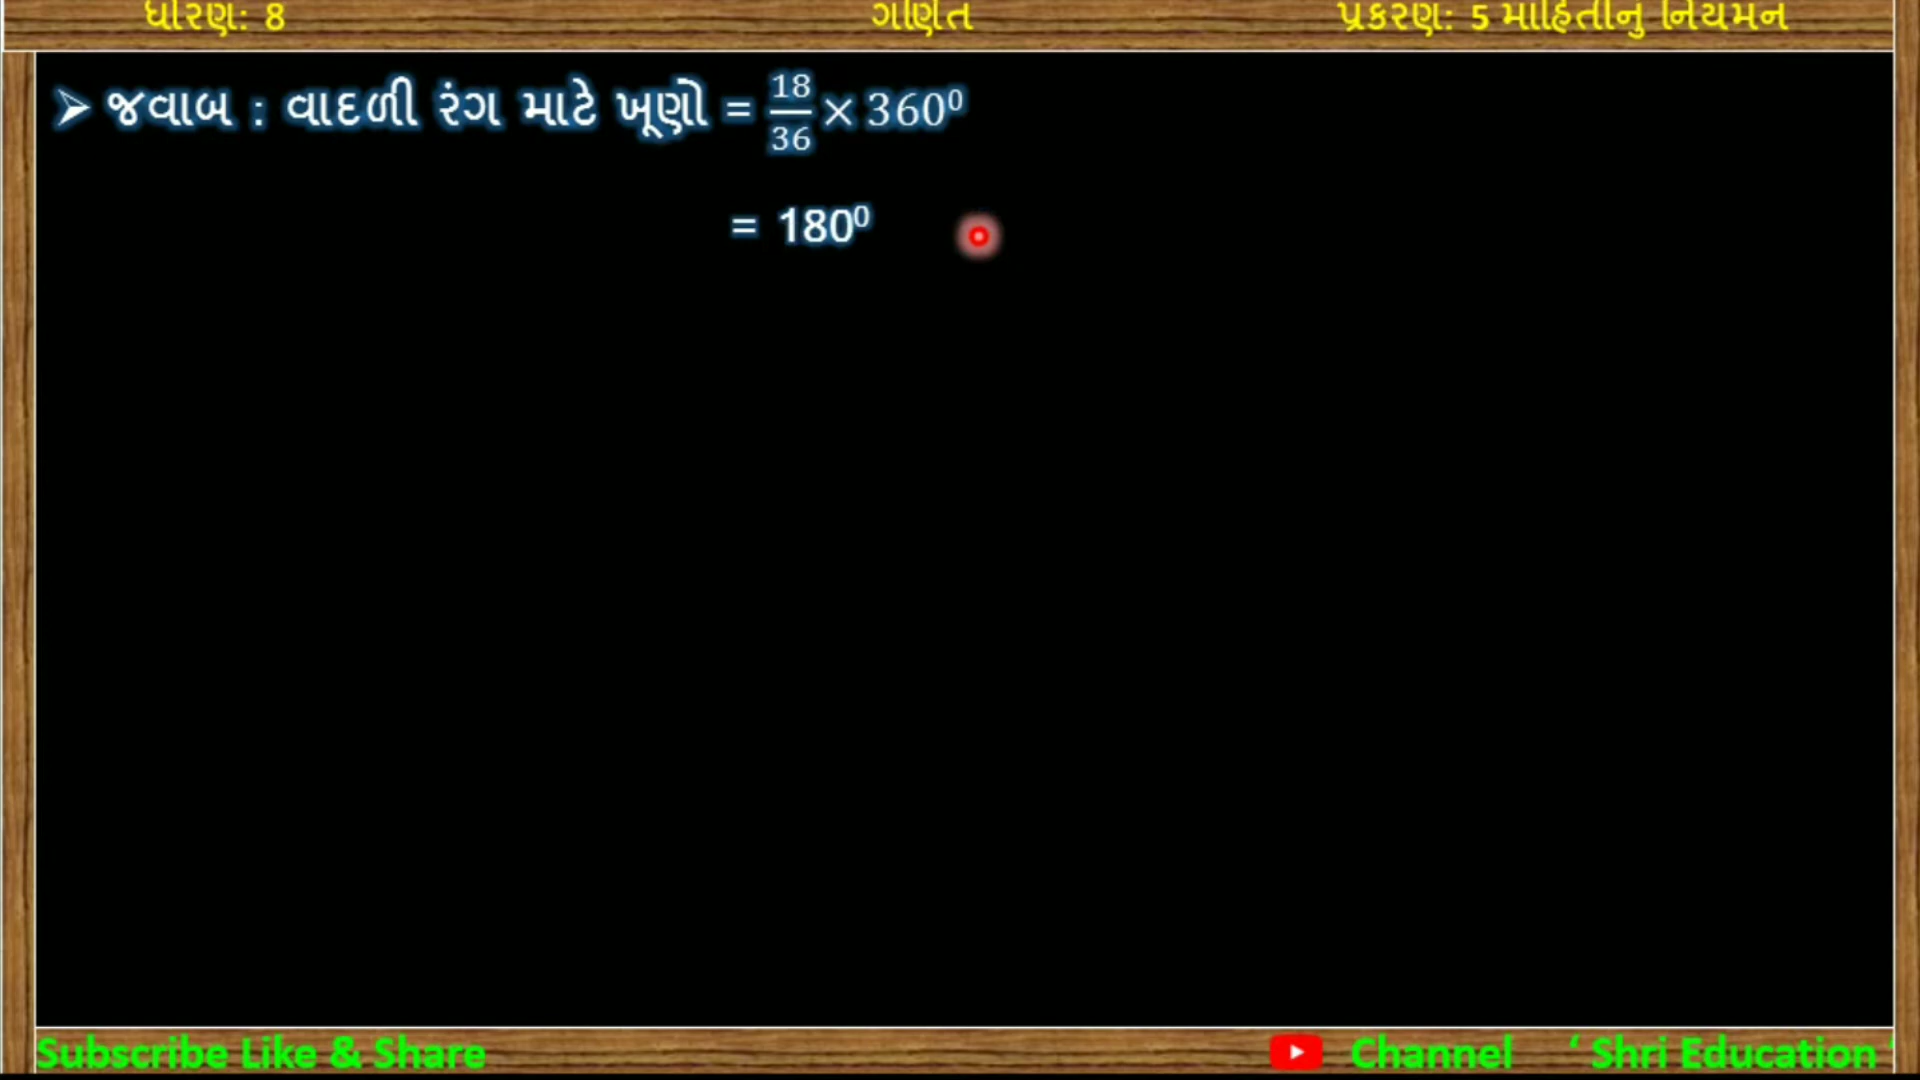 ધોરણ: 8 ગણિત પ્રકરણ: 5 માહિતીનું નિયમન
➢ જવાબ : વાદળી રંગ માટે ખૂણો = 18/36 × 360⁰
= 180⁰
Subscribe Like & Share Channel ‘ Shri Education ‘